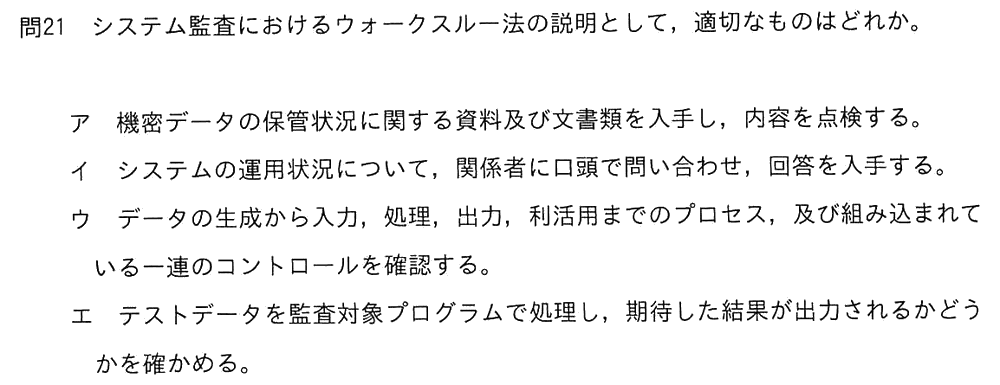 問21 システム監査におけるウォークスルー法の説明として，適切なものはどれか。
ア 機密データの保管状況に関する資料及び文書類を入手し，内容を点検する。
イ システムの運用状況について，関係者に口頭で問い合わせ，回答を入手する。
ウ データの生成から入力，処理，出力，利活用までのプロセス，及び組み込まれて
いる一連のコントロールを確認する。
エ テストデータを監査対象プログラムで処理し，期待した結果が出力されるかどう
かを確かめる。